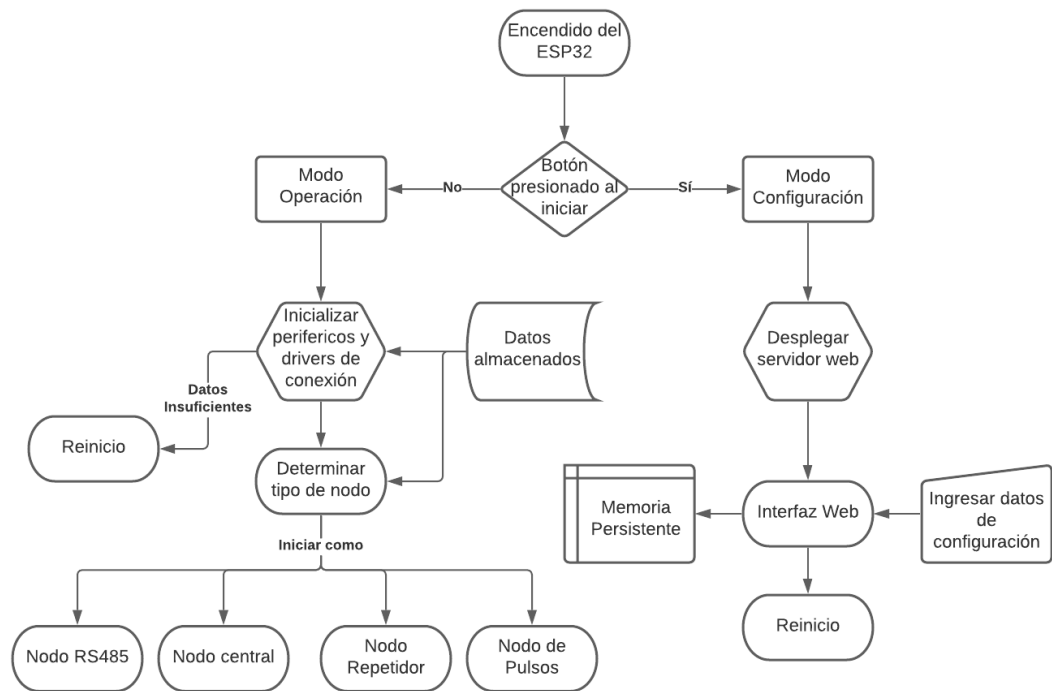 Encendido del
ESP32
Botón
presionado al
iniciar
No
Sí
Modo
Operación
Modo
Configuración
Inicializar
perifericos y
drivers de
conexión
Datos
almacenados
Desplegar
servidor web
Datos
Insuficientes
Reinicio
Determinar
tipo de nodo
Memoria
Persistente
Interfaz Web
Ingresar datos
de
configuración
Iniciar como
Reinicio
Nodo RS485
Nodo central
Nodo
Repetidor
Nodo de
Pulsos